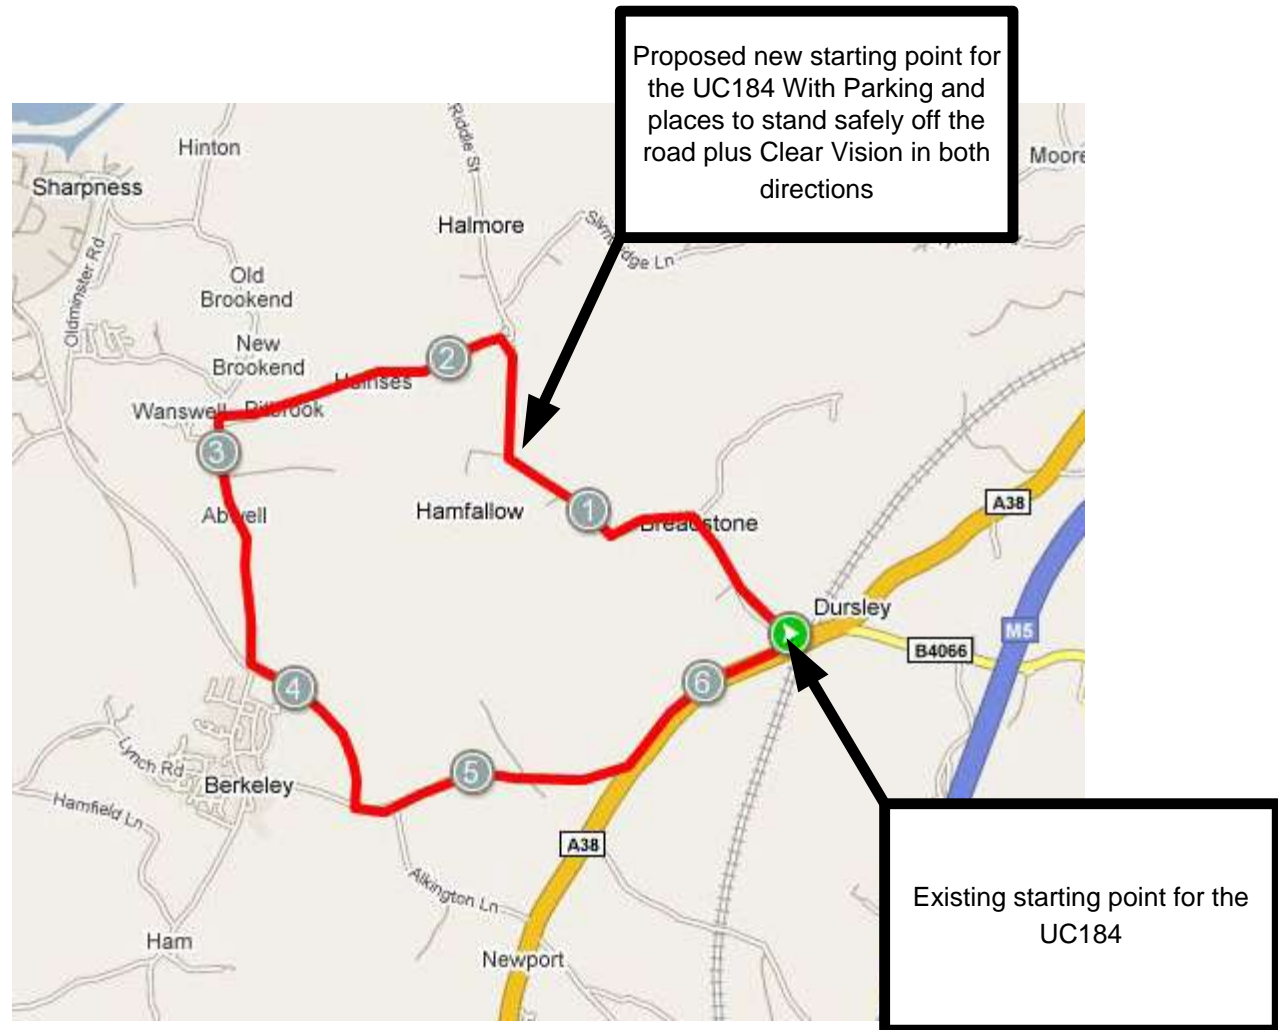 Proposed new starting point for
the UC184 With Parking and
places to stand safely off the
road plus Clear Vision in both
directions
Riddle St
Hinton
Moore
Sharpness
Halmore
Oldminster Rd
Old
Brookend
New
Brookend
2
Wanswell
3
Hamfallow
1
Breadstone
A38
Dursley
M5
B4066
6
4
5
Lynch Rd
Berkeley
Hamfield Ln
A38
Alkington Ln
Existing starting point for the
UC184
Ham
Newport